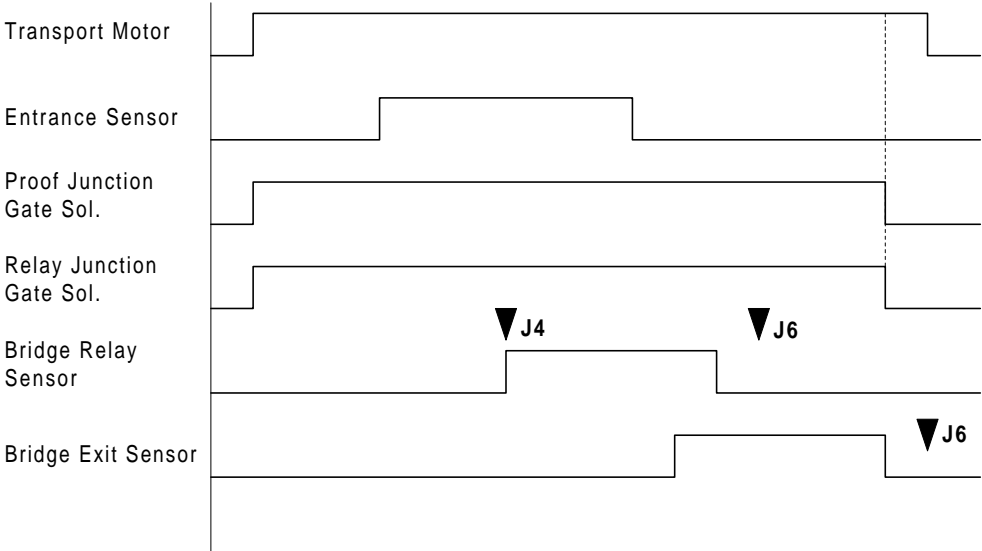 Transport Motor
Entrance Sensor
Proof Junction
Gate Sol.
Relay Junction
Gate Sol.
J4
J6
Bridge Relay
Sensor
J6
Bridge Exit Sensor